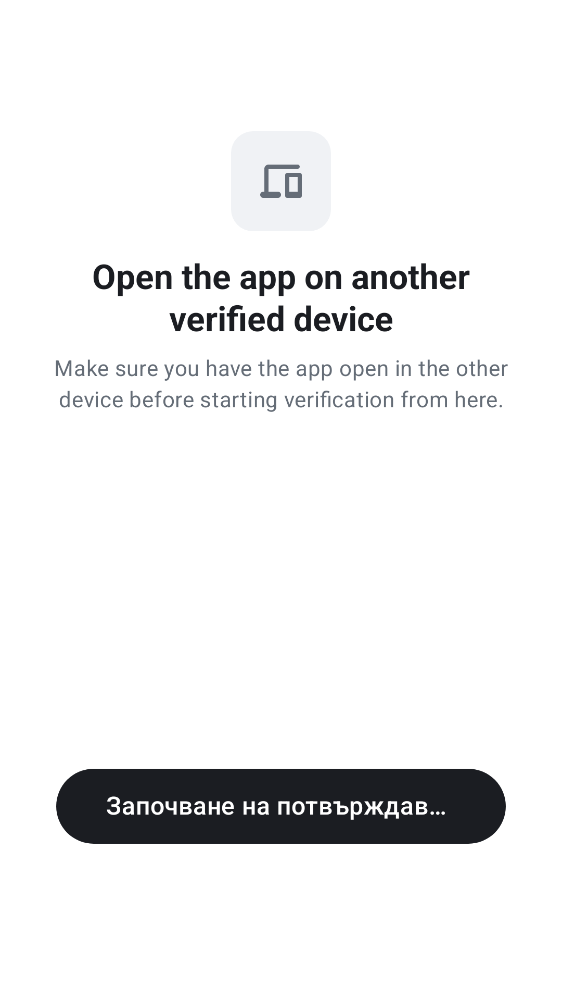 Open the app on another
verified device
Make sure you have the app open in the other
device before starting verification from here.
Започване на потвърждав…